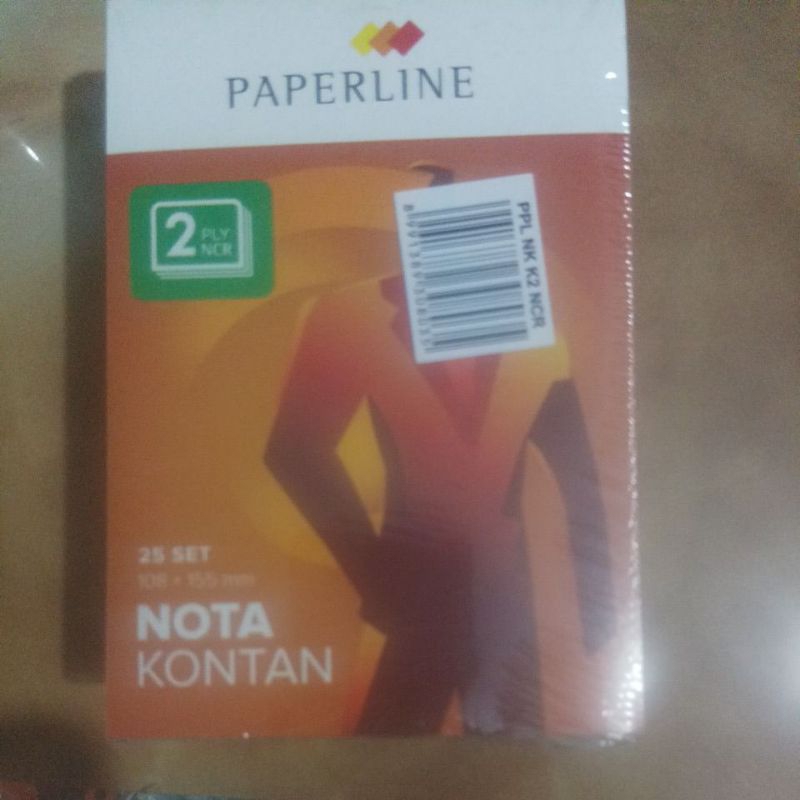 PAPERLINE
2 PLY
NCR
PPL NK K2 NCR
25 SET
108 × 155 mm
NOTA
KONTAN